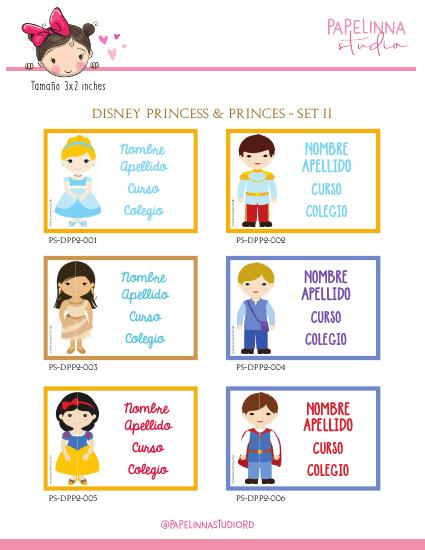 PAPELINNA
studio
Tamaño 3x2 inches
DISNEY PRINCESS & PRINCES - SET II
Nombre
Apellido
Curso
Colegio
PS-DPP2-001
NOMBRE
APELLIDO
CURSO
COLEGIO
PS-DPP2-002
Nombre
Apellido
Curso
Colegio
PS-DPP2-003
NOMBRE
APELLIDO
CURSO
COLEGIO
PS-DPP2-004
Nombre
Apellido
Curso
Colegio
PS-DPP2-005
NOMBRE
APELLIDO
CURSO
COLEGIO
PS-DPP2-006
@PAPELINNASTUDIORD